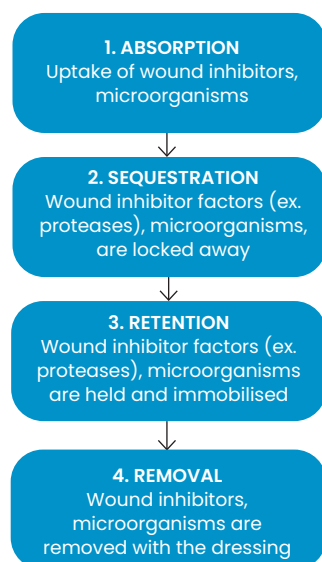 1. ABSORPTION
Uptake of wound inhibitors,
microorganisms
2. SEQUESTRATION
Wound inhibitor factors (ex.
proteases), microorganisms,
are locked away
3. RETENTION
Wound inhibitor factors (ex.
proteases), microorganisms
are held and immobilised
4. REMOVAL
Wound inhibitors,
microorganisms are
removed with the dressing